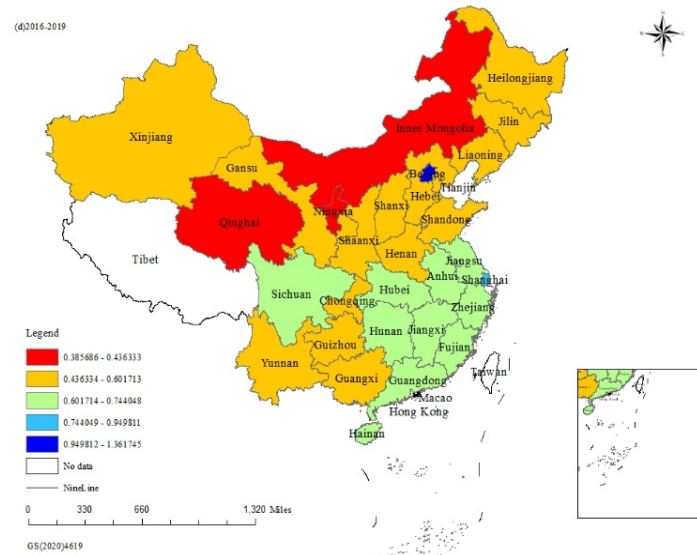 (d)2016-2019
N
W
E
S
Heilongjiang
Jilin
Liaoning
Inner Mongolia
Xinjiang
Gansu
Beijing
Tianjin
Hebei
Shanxi
Shandong
Ningxia
Qinghai
Shaanxi
Henan
Tibet
Jiangsu
Anhui
Shanghai
Sichuan
Hubei
Chongqing
Zhejiang
Hunan
Jiangxi
Guizhou
Fujian
Yunnan
Guangxi
Guangdong
Taiwan
Macao
Hong Kong
Hainan
Legend
0.385686 - 0.436333
0.436334 - 0.601713
0.601714 - 0.744048
0.744049 - 0.949811
0.949812 - 1.361745
No data
NineLine
0 330 660 1,320 Miles
GS(2020)4619